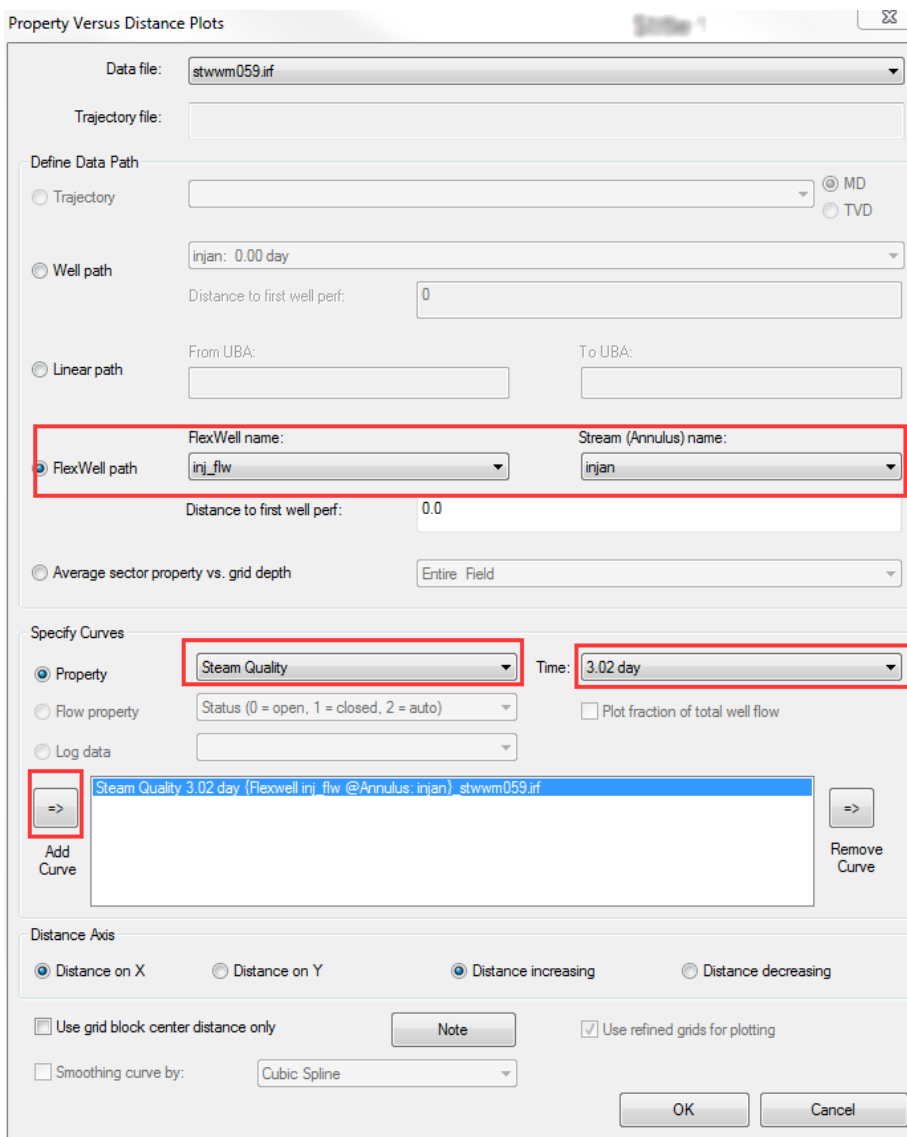 Property Versus Distance Plots
Data file: stwwm059.irf
Trajectory file:
Define Data Path
Trajectory
MD
TVD
Well path
injan: 0.00 day
Distance to first well perf: 0
Linear path
From UBA: To UBA:
FlexWell name: Stream (Annulus) name:
FlexWell path inj_flw injan
Distance to first well perf: 0.0
Average sector property vs. grid depth Entire Field
Specify Curves
Property Steam Quality Time: 3.02 day
Flow property Status (0 = open, 1 = closed, 2 = auto) Plot fraction of total well flow
Log data
Steam Quality 3.02 day {Flexwell inj_flw @Annulus: injan}_stwwm059.irf
=> =>
Add Curve
Remove Curve
Distance Axis
Distance on X Distance on Y Distance increasing Distance decreasing
Use grid block center distance only Note Use refined grids for plotting
Smoothing curve by: Cubic Spline
OK Cancel